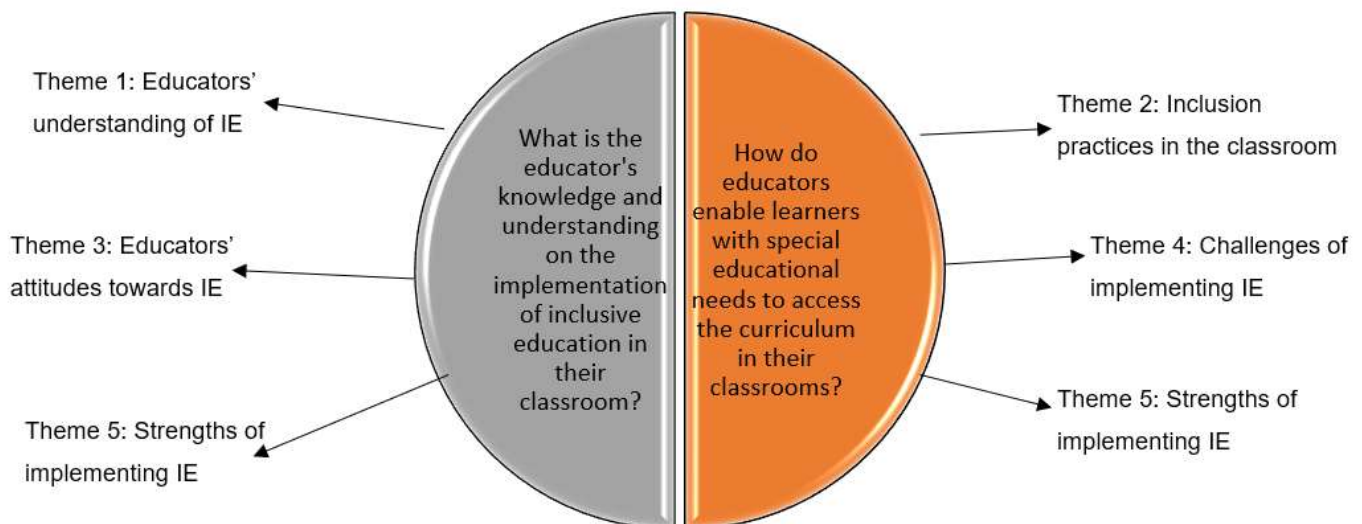 Theme 1: Educators’
understanding of IE
Theme 3: Educators’
attitudes towards IE
Theme 5: Strengths of
implementing IE
What is the
educator's
knowledge and
understanding
on the
implementation
of inclusive
education in
their
classroom?
How do
educators
enable learners
with special
educational
needs to access
the curriculum
in their
classrooms?
Theme 2: Inclusion
practices in the classroom
Theme 4: Challenges of
implementing IE
Theme 5: Strengths of
implementing IE